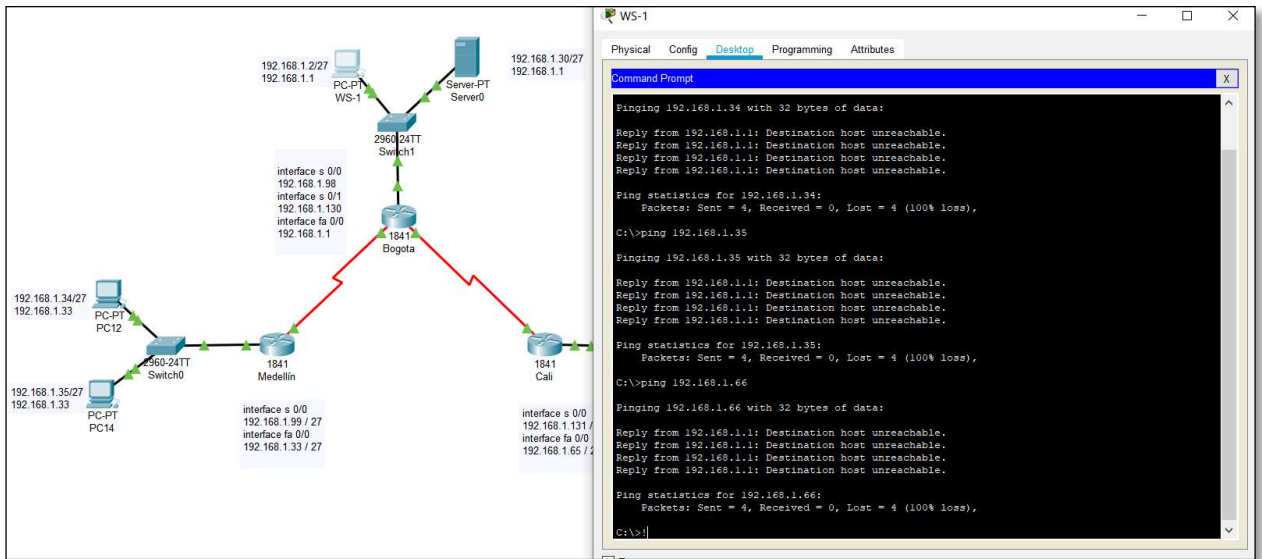 192.168.1.2/27
192.168.1.1
PC-PT
WS-1
192.168.1.30/27
192.168.1.1
Server-PT
Server0
2960-24TT
Switch1
interface s 0/0
192.168.1.98
interface s 0/1
192.168.1.130
interface fa 0/0
192.168.1.1
1841
Bogota
192.168.1.34/27
192.168.1.33
PC-PT
PC12
2960-24TT
Switch0
192.168.1.35/27
192.168.1.33
PC-PT
PC14
1841
Medellín
interface s 0/0
192.168.1.99 / 27
interface fa 0/0
192.168.1.33 / 27
1841
Cali
interface s 0/0
192.168.1.131 /
interface fa 0/0
192.168.1.65 /
WS-1
Physical Config Desktop Programming Attributes
Command Prompt
X
Pinging 192.168.1.34 with 32 bytes of data:
Reply from 192.168.1.1: Destination host unreachable.
Reply from 192.168.1.1: Destination host unreachable.
Reply from 192.168.1.1: Destination host unreachable.
Reply from 192.168.1.1: Destination host unreachable.
Ping statistics for 192.168.1.34:
Packets: Sent = 4, Received = 0, Lost = 4 (100% loss),
C:\>ping 192.168.1.35
Pinging 192.168.1.35 with 32 bytes of data:
Reply from 192.168.1.1: Destination host unreachable.
Reply from 192.168.1.1: Destination host unreachable.
Reply from 192.168.1.1: Destination host unreachable.
Reply from 192.168.1.1: Destination host unreachable.
Ping statistics for 192.168.1.35:
Packets: Sent = 4, Received = 0, Lost = 4 (100% loss),
C:\>ping 192.168.1.66
Pinging 192.168.1.66 with 32 bytes of data:
Reply from 192.168.1.1: Destination host unreachable.
Reply from 192.168.1.1: Destination host unreachable.
Reply from 192.168.1.1: Destination host unreachable.
Reply from 192.168.1.1: Destination host unreachable.
Ping statistics for 192.168.1.66:
Packets: Sent = 4, Received = 0, Lost = 4 (100% loss),
C:\>!